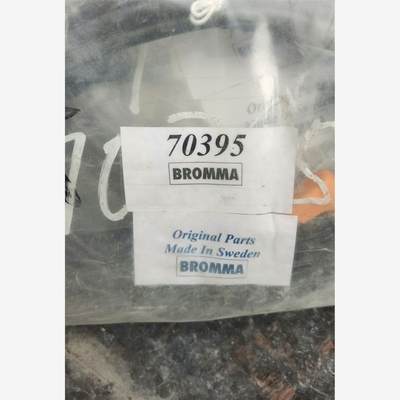 70395
BROMMA
Original Parts
Made In Sweden
BROMMA